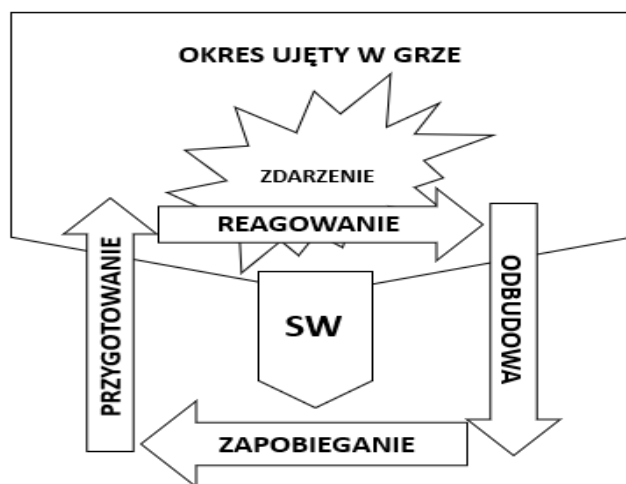 OKRES UJĘTY W GRZE
ZDARZENIE
REAGOWANIE
PRZYGOTOWANIE
SW
ODBUDOWA
ZAPOBIEGANIE